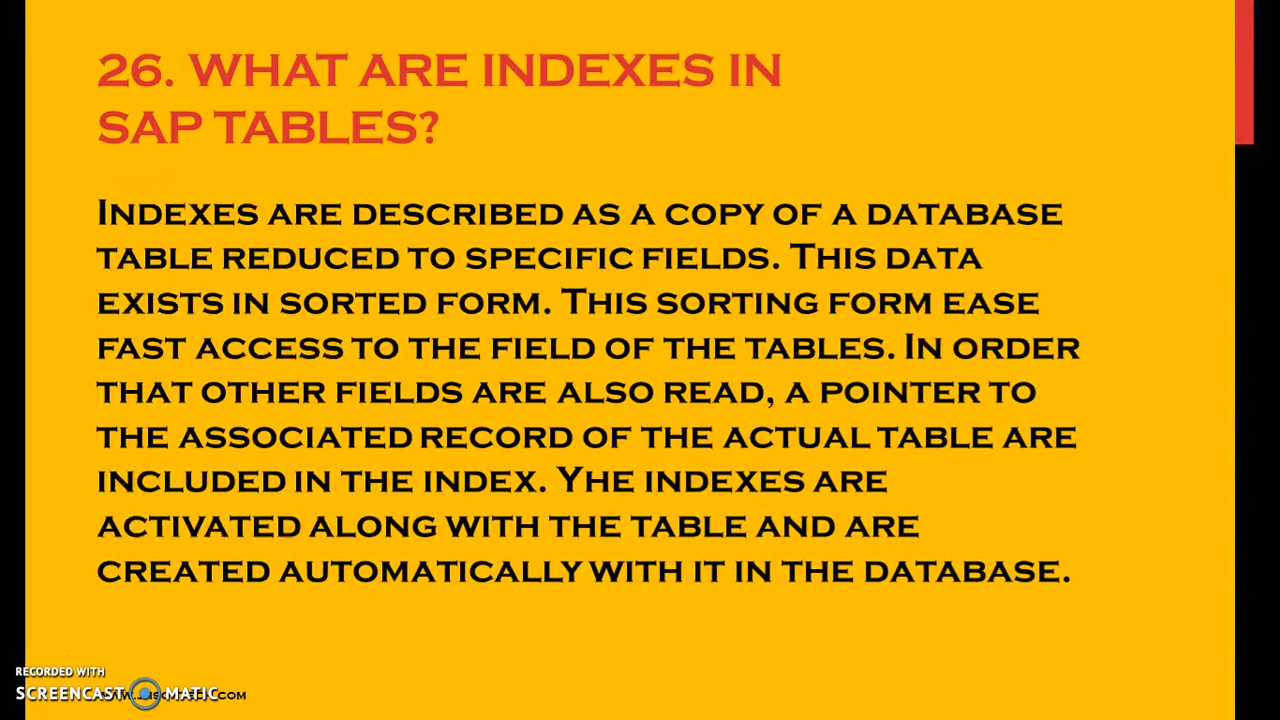 26. WHAT ARE INDEXES IN
SAP TABLES?
INDEXES ARE DESCRIBED AS A COPY OF A DATABASE
TABLE REDUCED TO SPECIFIC FIELDS. THIS DATA
EXISTS IN SORTED FORM. THIS SORTING FORM EASE
FAST ACCESS TO THE FIELD OF THE TABLES. IN ORDER
THAT OTHER FIELDS ARE ALSO READ, A POINTER TO
THE ASSOCIATED RECORD OF THE ACTUAL TABLE ARE
INCLUDED IN THE INDEX. YHE INDEXES ARE
ACTIVATED ALONG WITH THE TABLE AND ARE
CREATED AUTOMATICALLY WITH IT IN THE DATABASE.
RECORDED WITH
SCREENCAST MATIC